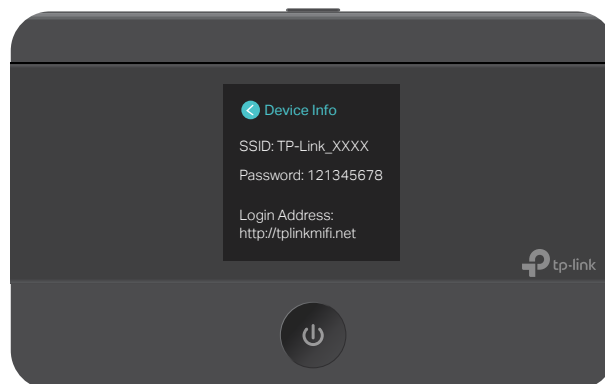 Device Info
SSID: TP-Link_XXXX
Password: 121345678
Login Address:
http://tplinkmifi.net
tp-link